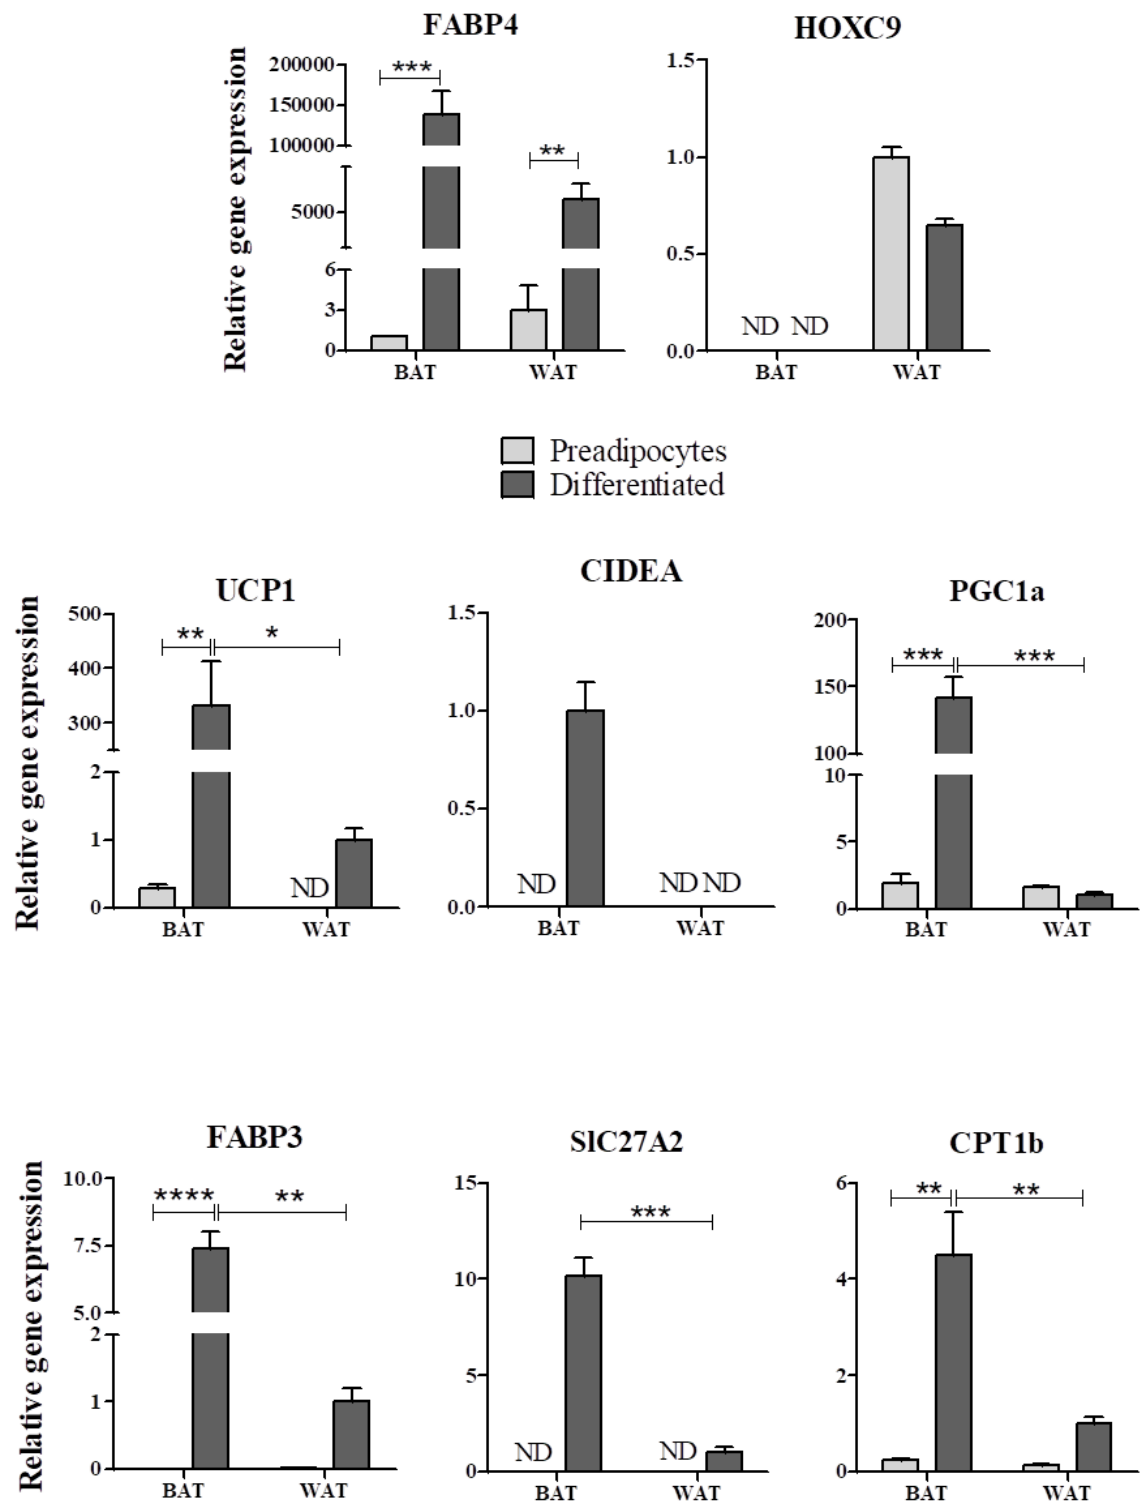 FABP4
HOXC9
Relative gene expression
200000
150000
100000
5000
6
3
0
***
**
BAT
WAT
1.5
1.0
0.5
0.0
ND ND
BAT
WAT
Preadipocytes
Differentiated
UCP1
CIDEA
PGC1a
Relative gene expression
500
400
300
2
1
0
**
*
ND
BAT
WAT
1.5
1.0
0.5
0.0
ND
ND ND
BAT
WAT
200
150
100
10
5
0
***
***
BAT
WAT
FABP3
SlC27A2
CPT1b
Relative gene expression
10.0
7.5
5.0
2
1
0
****
**
BAT
WAT
15
10
5
0
***
ND
ND
BAT
WAT
6
4
2
0
**
**
BAT
WAT